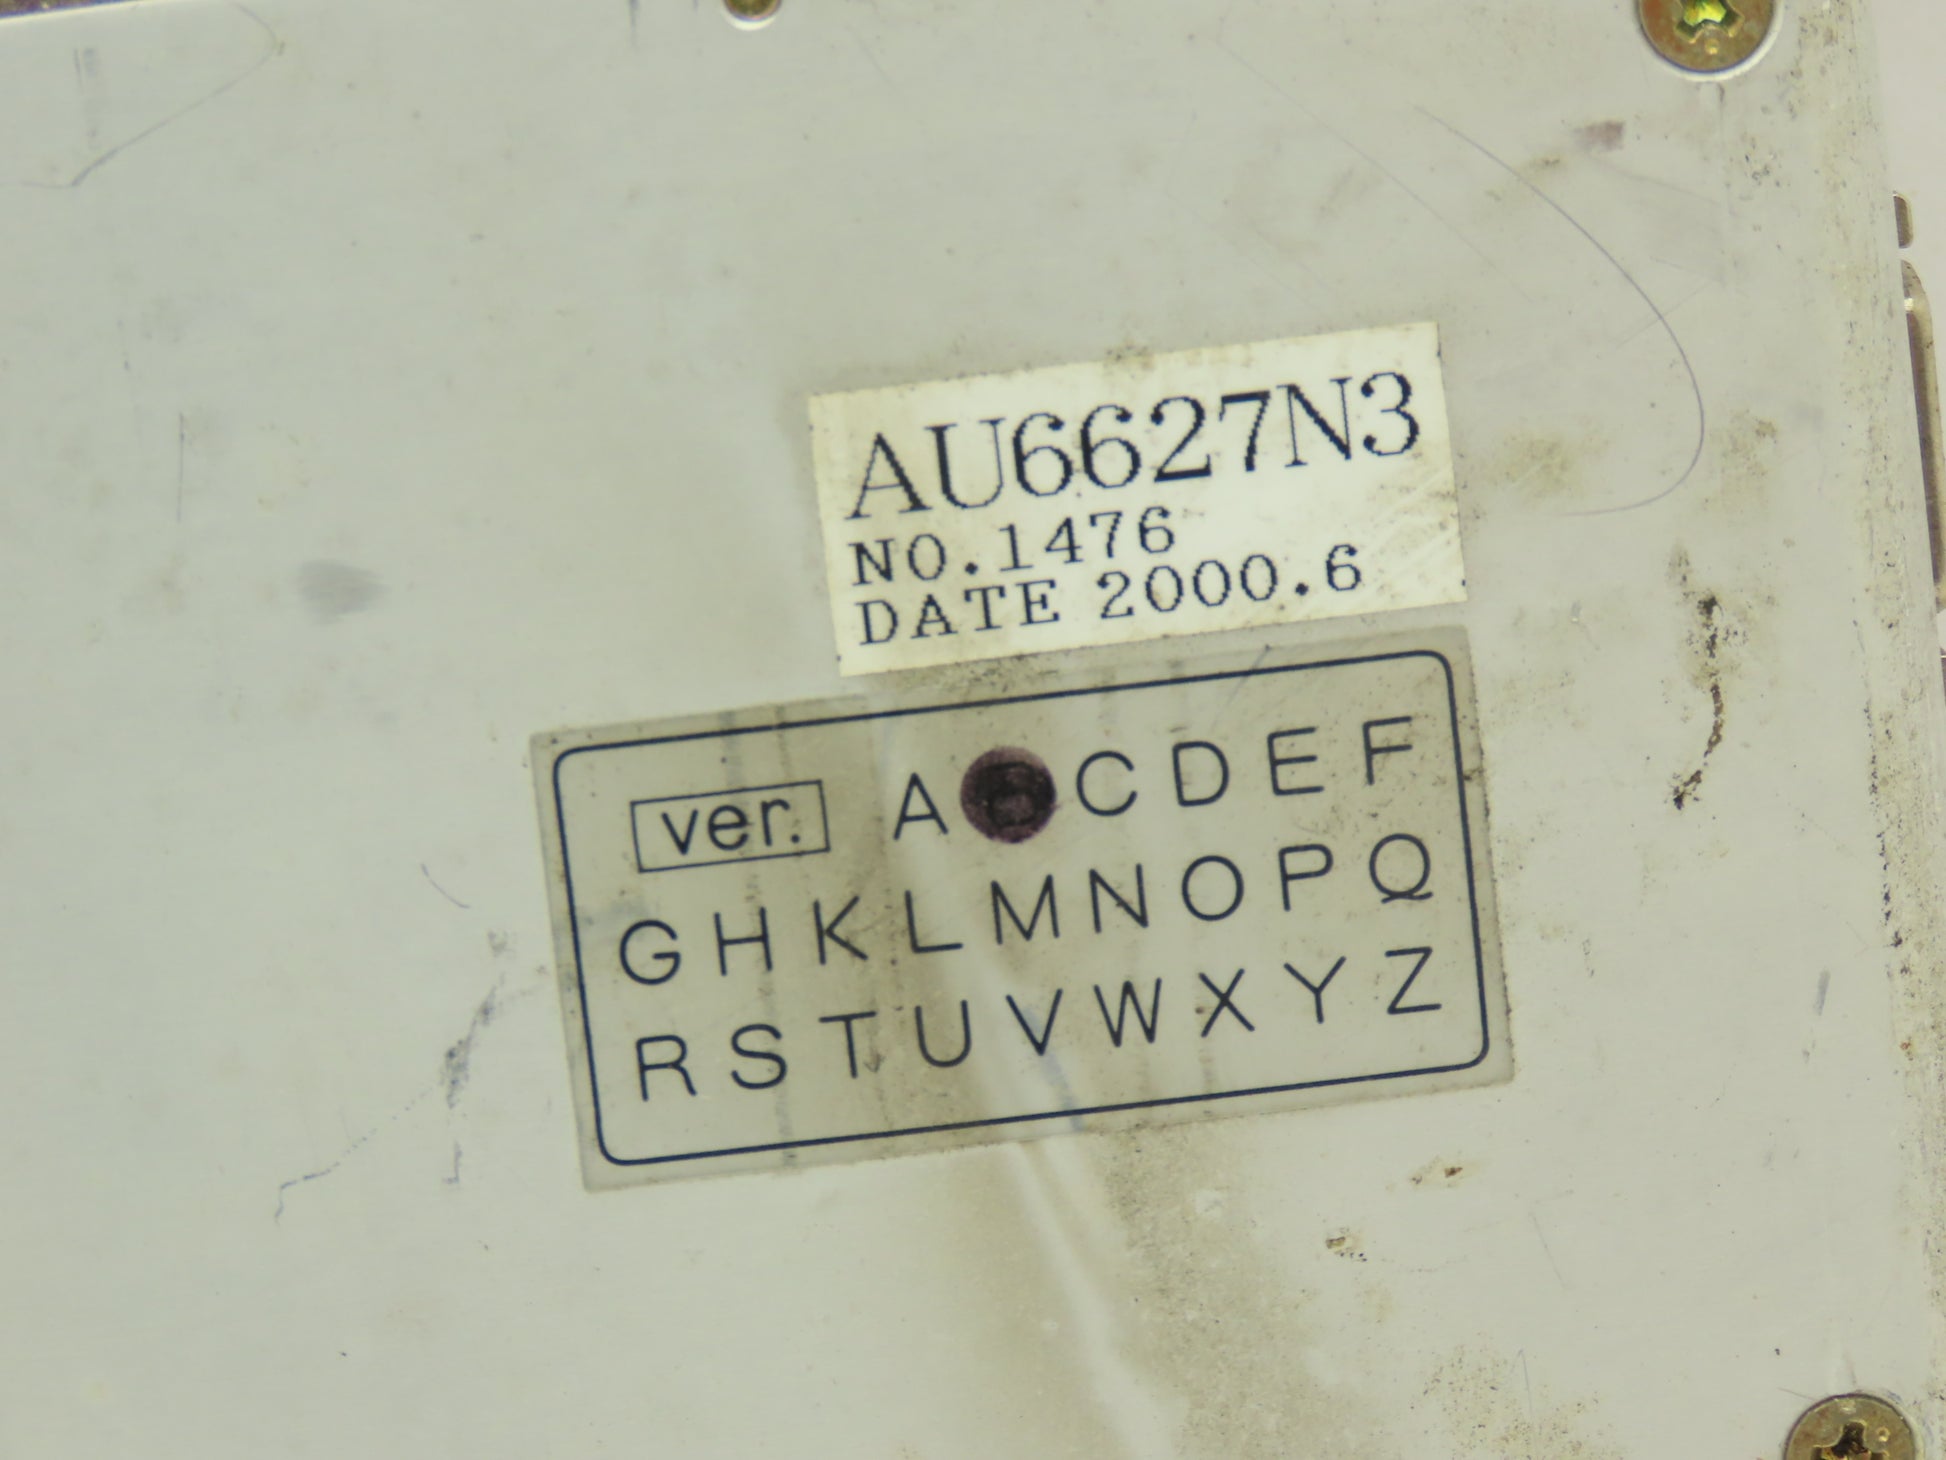 AU6627N3
NO.1476
DATE 2000.6
ver. A B C D E F
G H K L M N O P Q
R S T U V W X Y Z